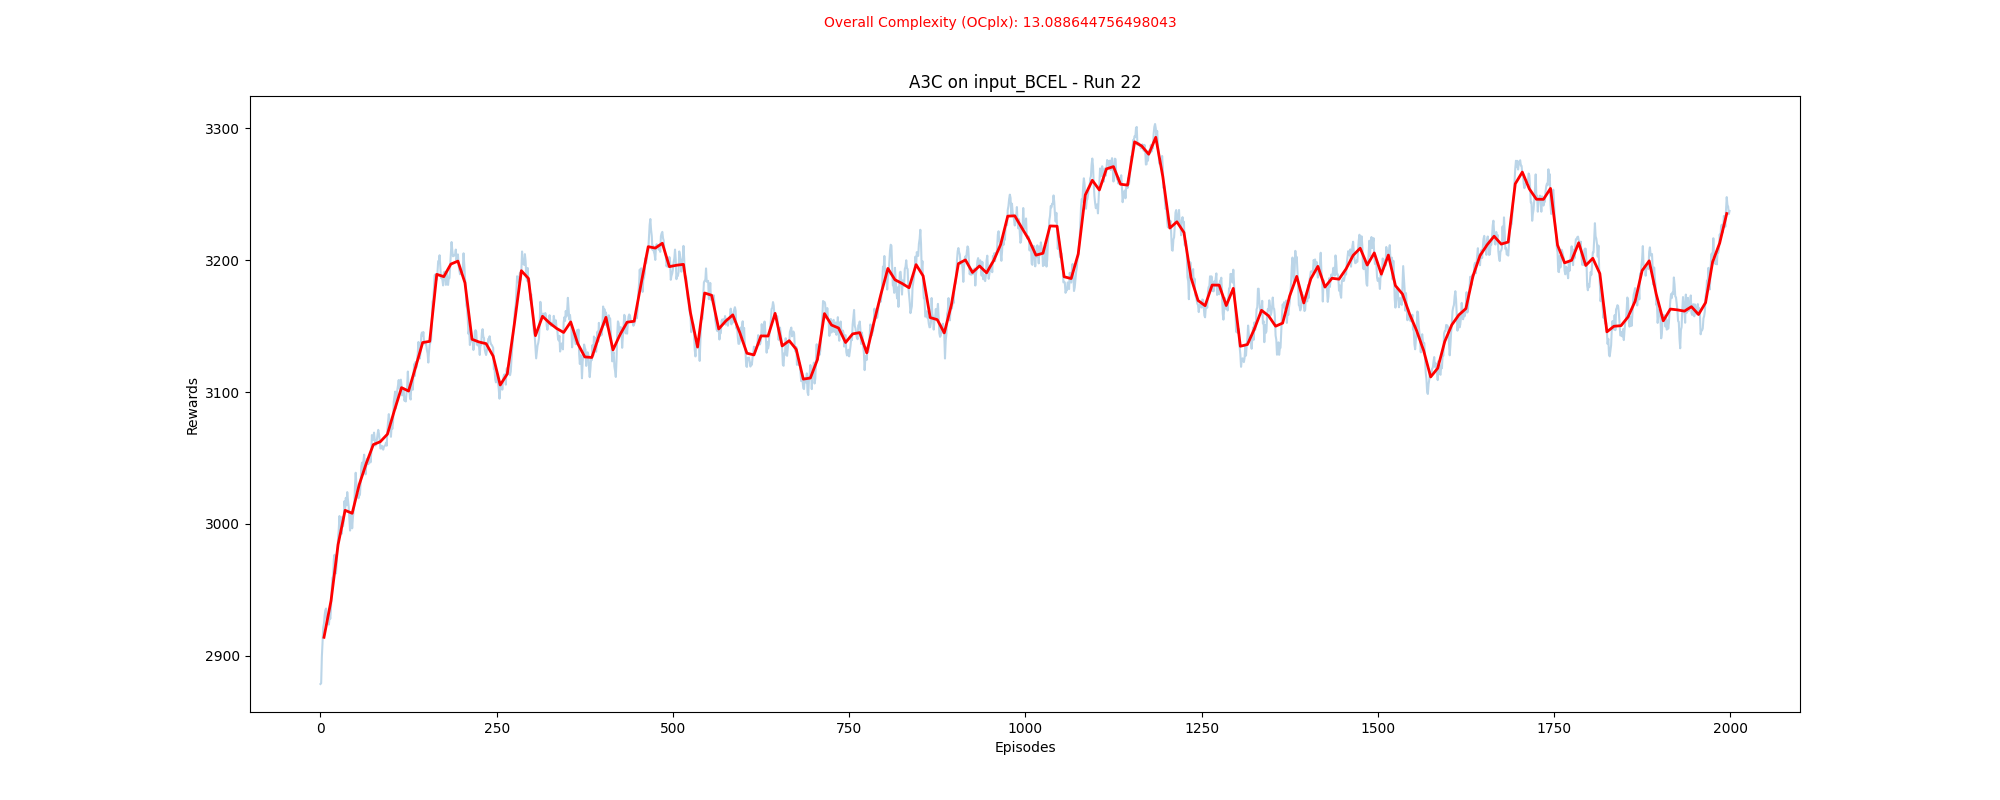 Overall Complexity (OCplx): 13.088644756498043
A3C on input_BCEL - Run 22
3300
3200
3100
3000
2900
Rewards
0 250 500 750 1000 1250 1500 1750 2000
Episodes